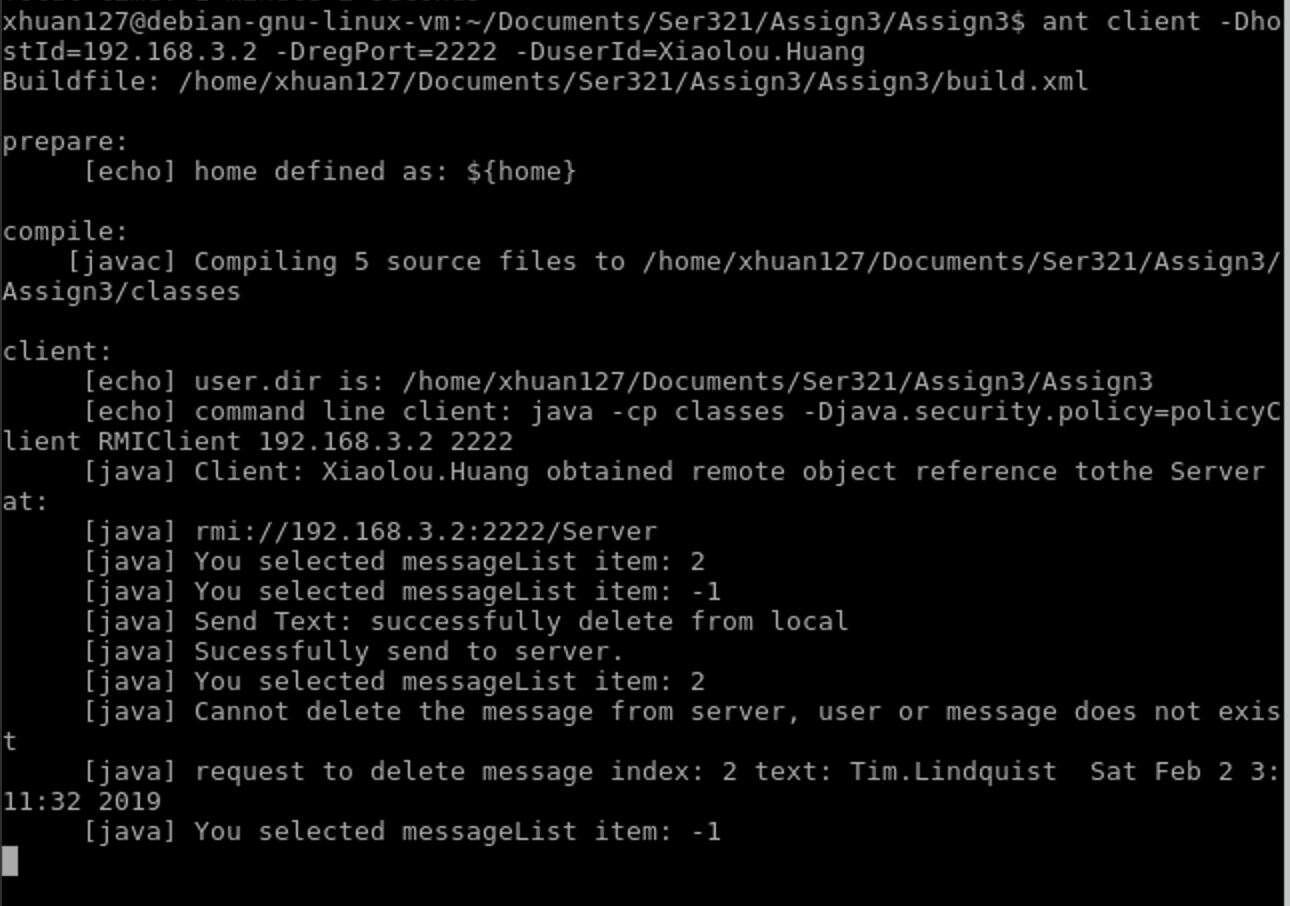 xhuan127@debian-gnu-linux-vm:~/Documents/Ser321/Assign3/Assign3$ ant client -Dho
stId=192.168.3.2 -DregPort=2222 -DuserId=Xiaolou.Huang
Buildfile: /home/xhuan127/Documents/Ser321/Assign3/Assign3/build.xml

prepare:
     [echo] home defined as: ${home}

compile:
    [javac] Compiling 5 source files to /home/xhuan127/Documents/Ser321/Assign3/
Assign3/classes

client:
     [echo] user.dir is: /home/xhuan127/Documents/Ser321/Assign3/Assign3
     [echo] command line client: java -cp classes -Djava.security.policy=policyC
lient RMIClient 192.168.3.2 2222
     [java] Client: Xiaolou.Huang obtained remote object reference tothe Server
at:
     [java] rmi://192.168.3.2:2222/Server
     [java] You selected messageList item: 2
     [java] You selected messageList item: -1
     [java] Send Text: successfully delete from local
     [java] Sucessfully send to server.
     [java] You selected messageList item: 2
     [java] Cannot delete the message from server, user or message does not exis
t
     [java] request to delete message index: 2 text: Tim.Lindquist  Sat Feb 2 3:
11:32 2019
     [java] You selected messageList item: -1